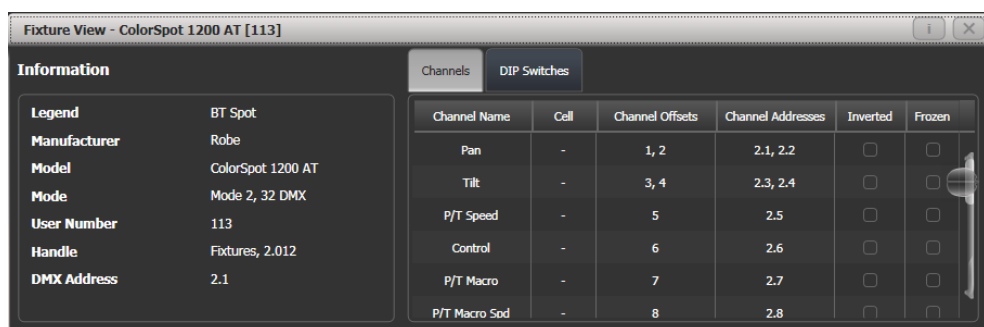 Fixture View - ColorSpot 1200 AT [113]
i
Information
Legend BT Spot
Manufacturer Robe
Model ColorSpot 1200 AT
Mode Mode 2, 32 DMX
User Number 113
Handle Fixtures, 2.012
DMX Address 2.1
Channels DIP Switches
Channel Name Cell Channel Offsets Channel Addresses Inverted Frozen
Pan - 1, 2 2.1, 2.2
Tilt - 3, 4 2.3, 2.4
P/T Speed - 5 2.5
Control - 6 2.6
P/T Macro - 7 2.7
P/T Macro Spd - 8 2.8